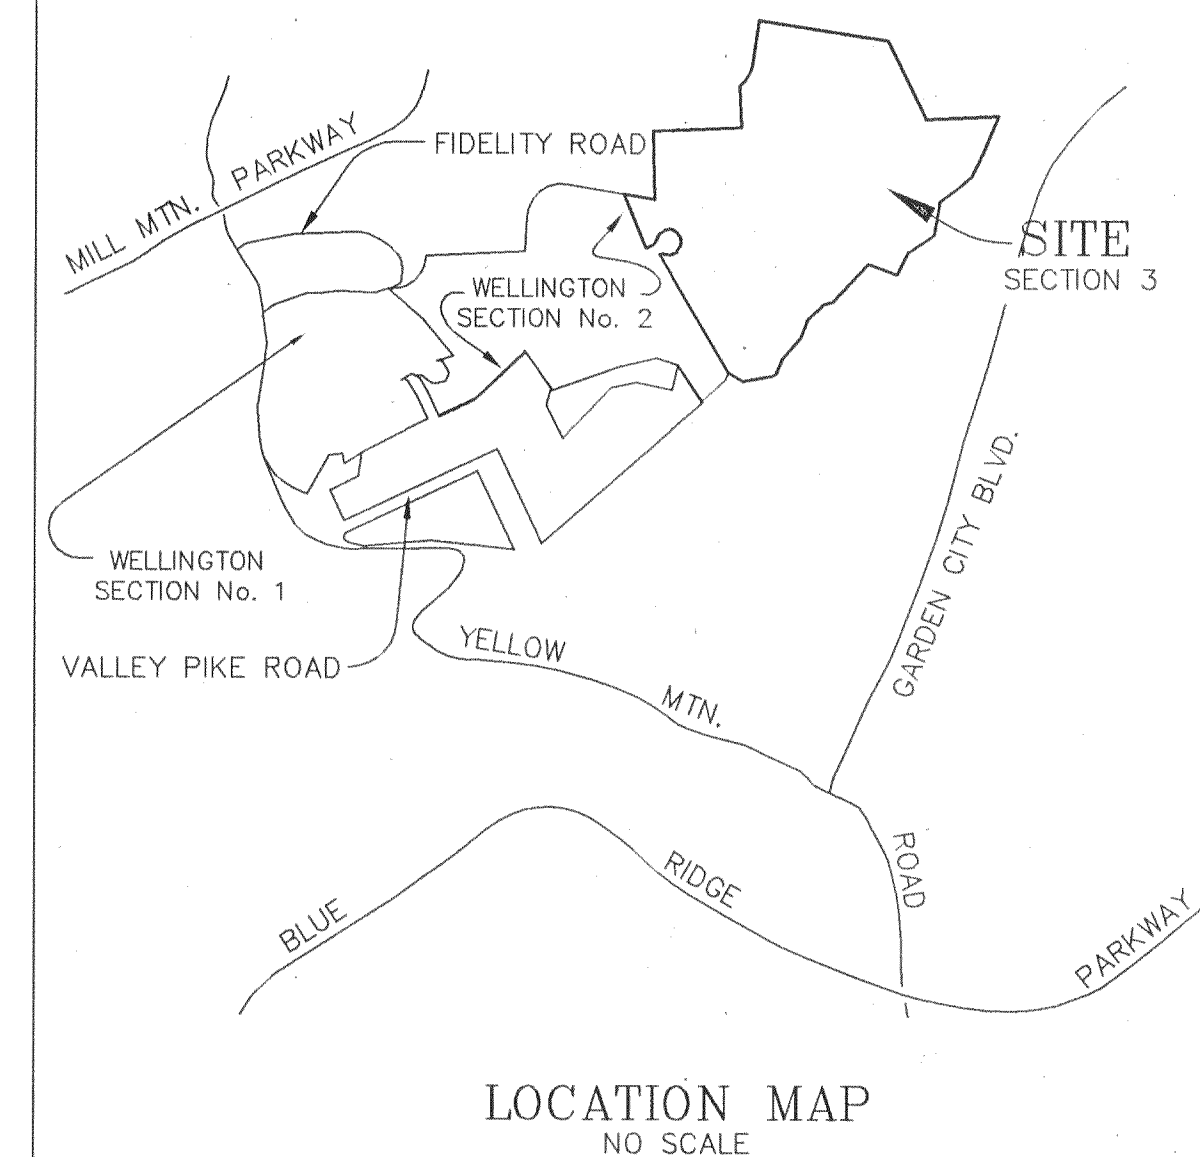 MILL MTN. PARKWAY
FIDELITY ROAD
SITE
SECTION 3
WELLINGTON
SECTION No. 2
WELLINGTON
SECTION No. 1
VALLEY PIKE ROAD
GARDEN CITY BLVD.
YELLOW MTN. ROAD
BLUE RIDGE PARKWAY
LOCATION MAP
NO SCALE